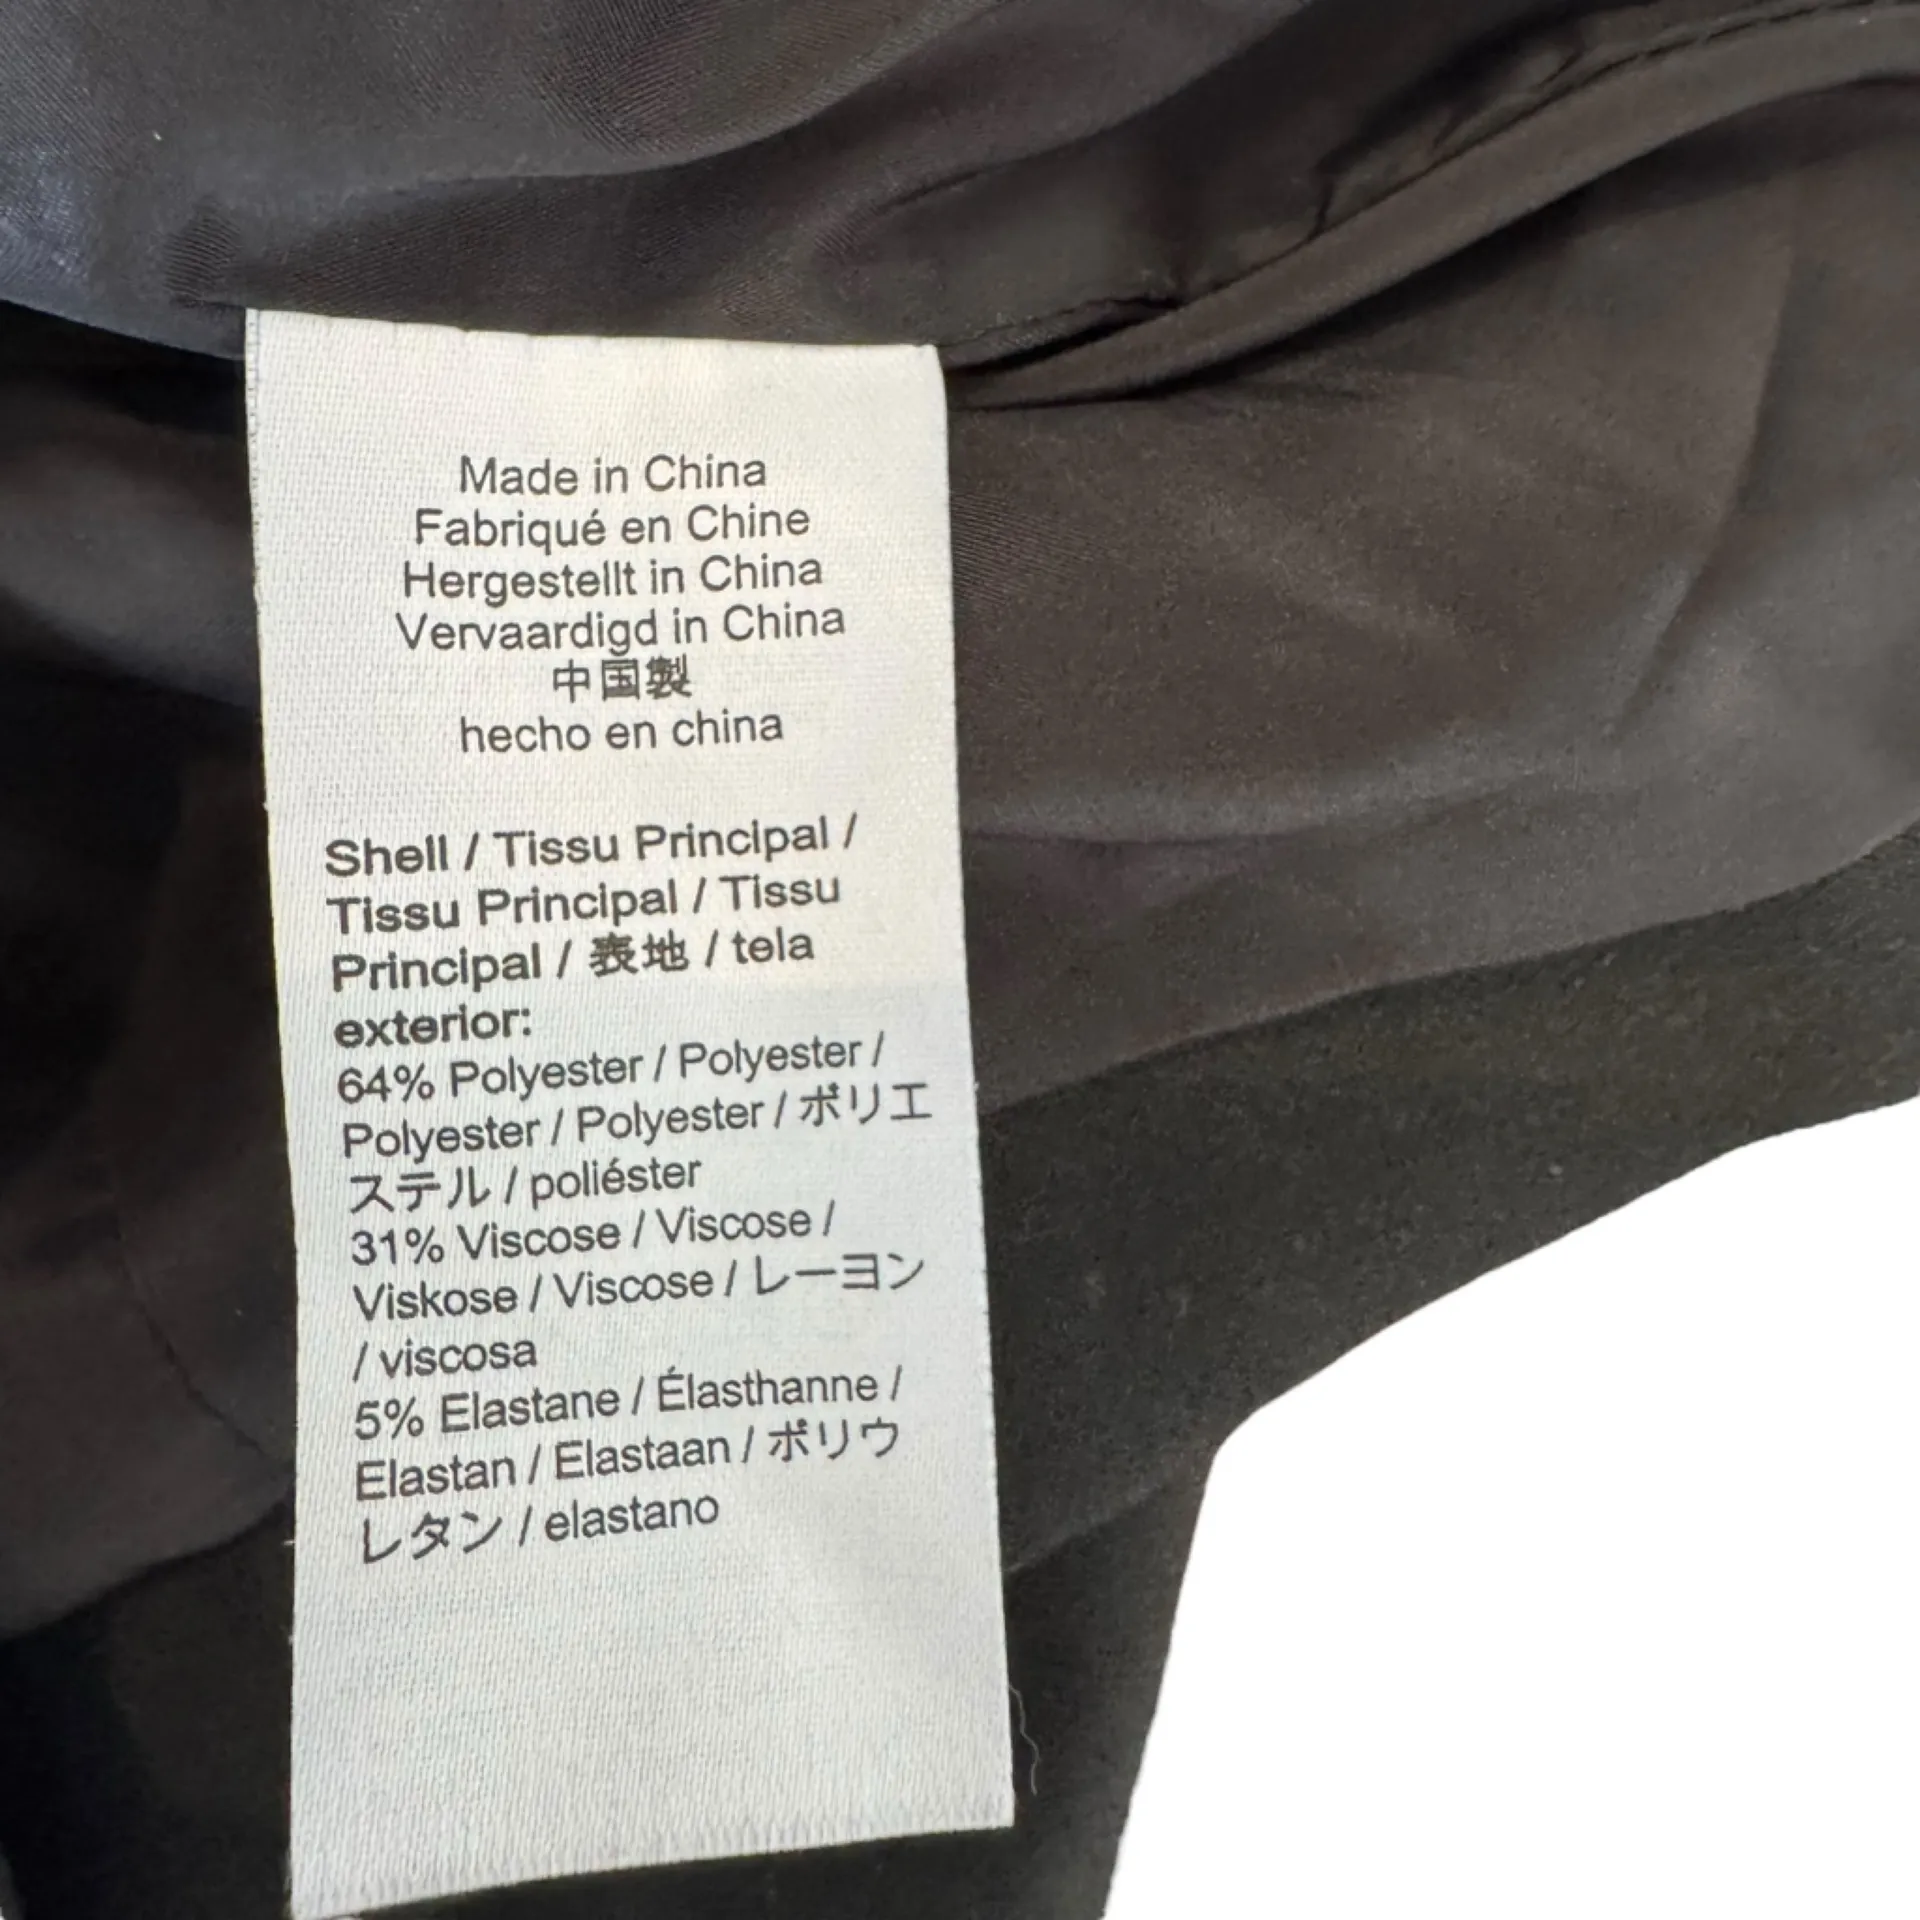 Made in China
Fabriqué en Chine
Hergestellt in China
Vervaardigd in China
中国製
hecho en china
Shell / Tissu Principal /
Tissu Principal / Tissu
Principal / 表地 / tela
exterior:
64% Polyester / Polyester /
Polyester / Polyester / ポリエ
ステル / poliéster
31% Viscose / Viscose /
Viskose / Viscose / レーヨン
/ viscosa
5% Elastane / Élasthanne /
Elastan / Elastaan / ポリウ
レタン / elastano